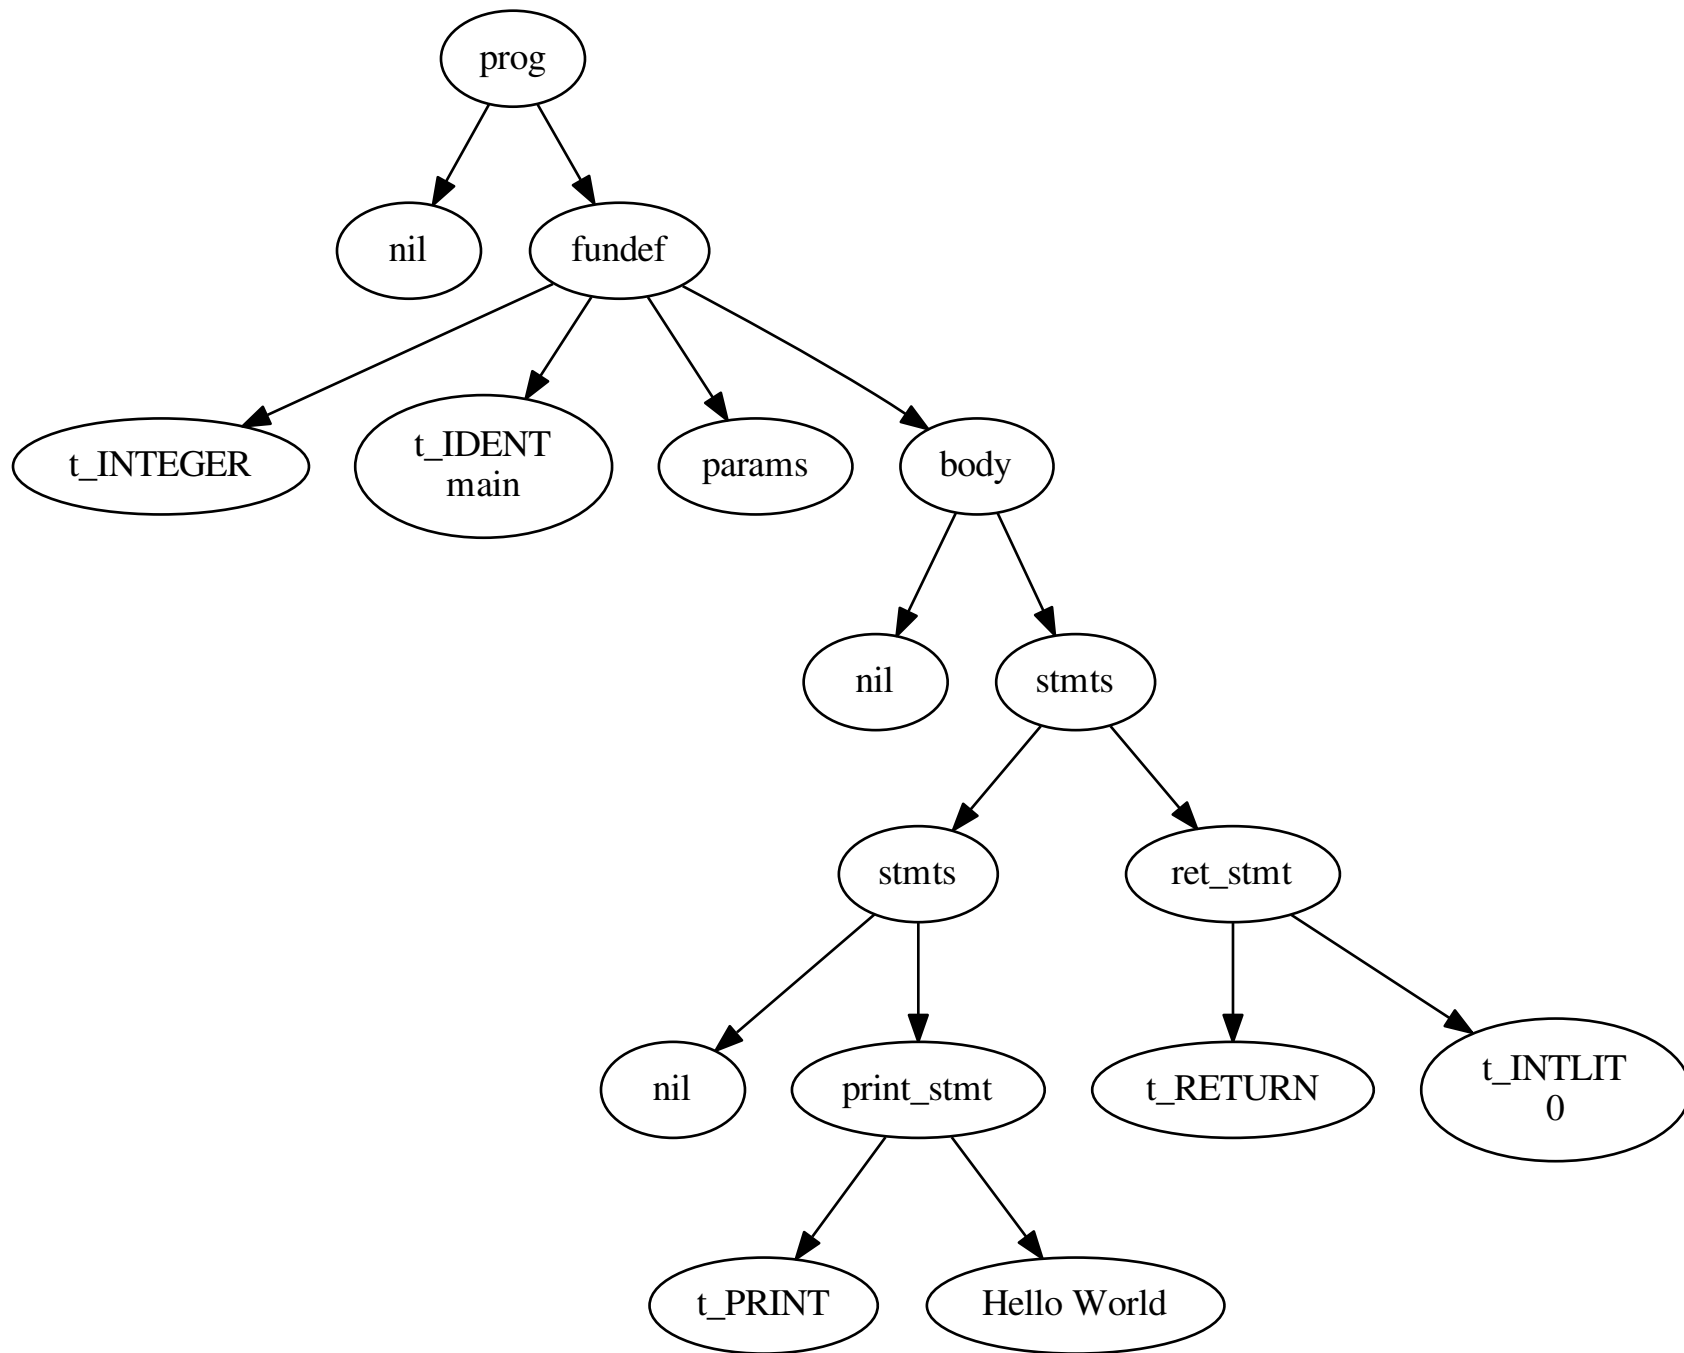 prog
nil
fundef
t_INTEGER
t_IDENT
main
params
body
nil
stmts
stmts
ret_stmt
nil
print_stmt
t_RETURN
t_INTLIT
0
t_PRINT
Hello World